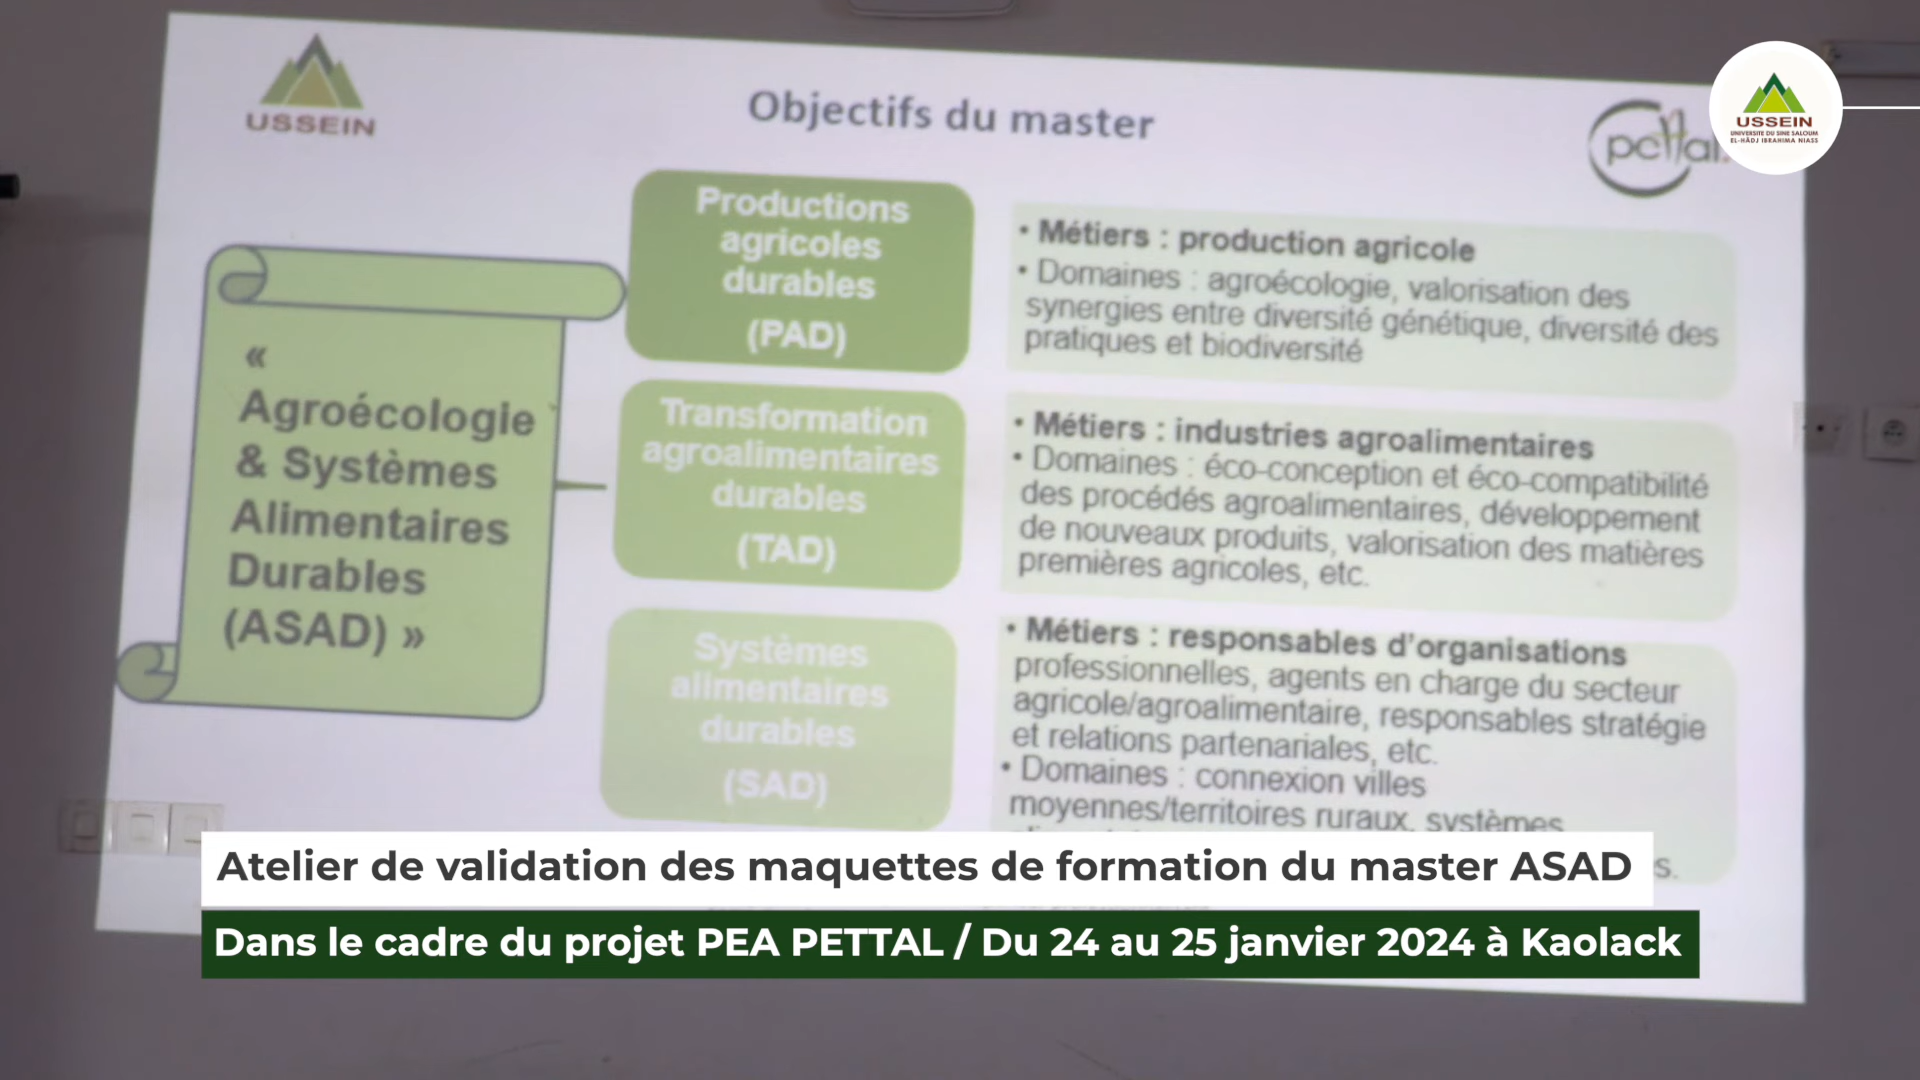 USSEIN
Objectifs du master
pettal
USSEIN
UNIVERSITE DU SINE SALOUM
EL-HÂDJ IBRAHIMA NIASS
«
Agroécologie
& Systèmes
Alimentaires
Durables
(ASAD) »
Productions
agricoles
durables
(PAD)
• Métiers : production agricole
• Domaines : agroécologie, valorisation des
synergies entre diversité génétique, diversité des
pratiques et biodiversité
Transformation
agroalimentaires
durables
(TAD)
• Métiers : industries agroalimentaires
• Domaines : éco-conception et éco-compatibilité
des procédés agroalimentaires, développement
de nouveaux produits, valorisation des matières
premières agricoles, etc.
Systèmes
alimentaires
durables
(SAD)
• Métiers : responsables d'organisations
professionnelles, agents en charge du secteur
agricole/agroalimentaire, responsables stratégie
et relations partenariales, etc.
• Domaines : connexion villes
moyennes/territoires ruraux, systèmes
Atelier de validation des maquettes de formation du master ASAD
Dans le cadre du projet PEA PETTAL / Du 24 au 25 janvier 2024 à Kaolack